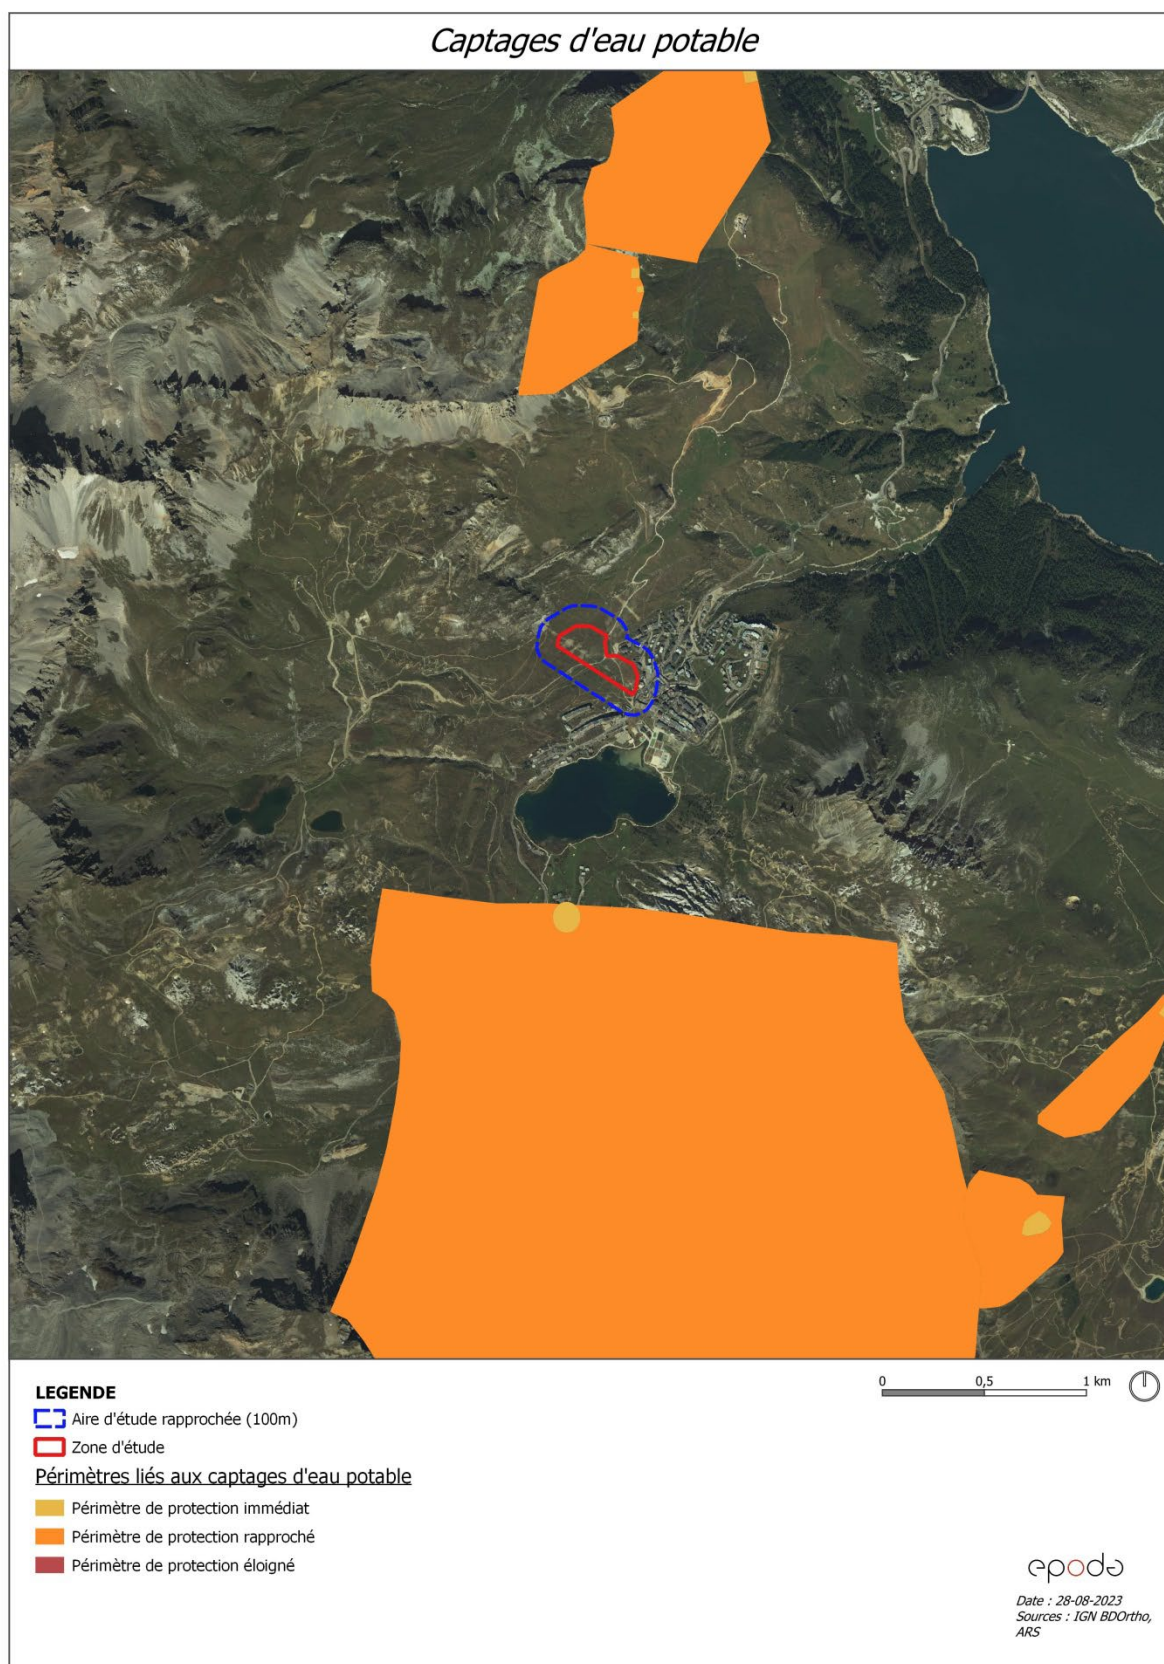 Captages d'eau potable
LEGENDE
Aire d'étude rapprochée (100m)
Zone d'étude
Périmètres liés aux captages d'eau potable
Périmètre de protection immédiat
Périmètre de protection rapproché
Périmètre de protection éloigné
0 0,5 1 km
epode
Date : 28-08-2023
Sources : IGN BDOrtho,
ARS